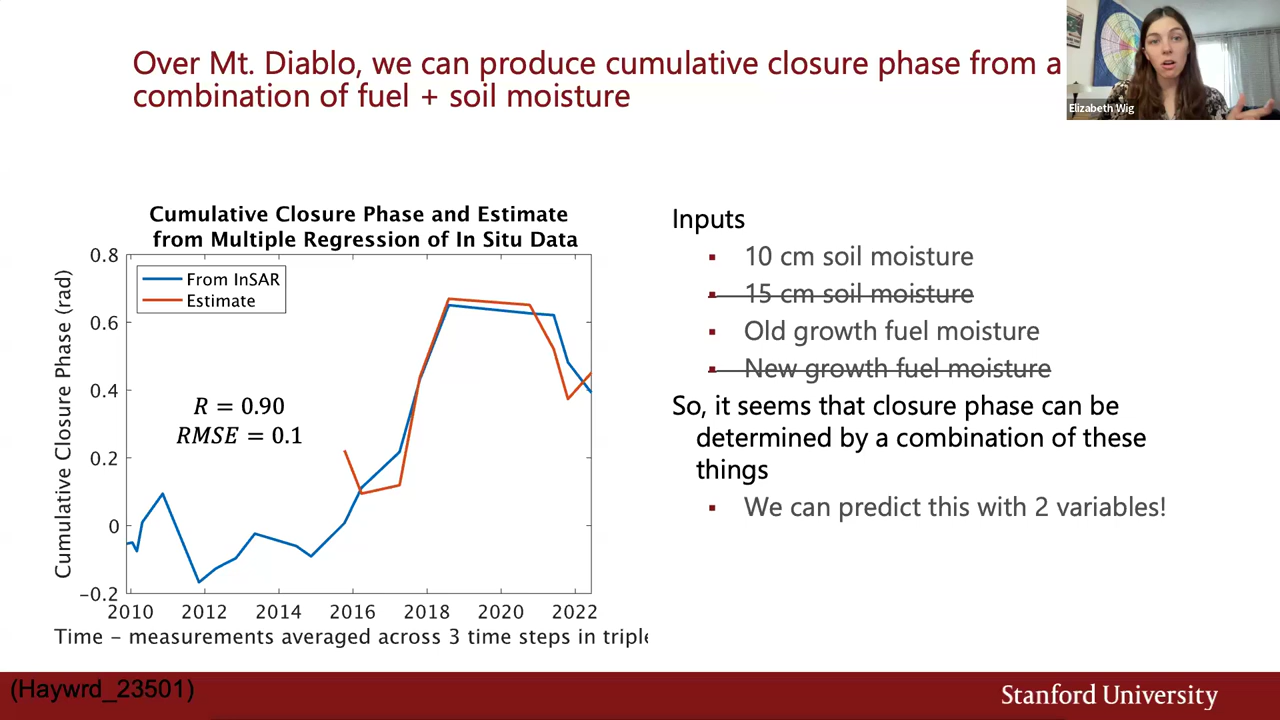 Over Mt. Diablo, we can produce cumulative closure phase from a
combination of fuel + soil moisture
Elizabeth Wig
Cumulative Closure Phase and Estimate
from Multiple Regression of In Situ Data
Cumulative Closure Phase (rad)
0.8
0.6
0.4
0.2
0
−0.2
From InSAR
Estimate
R = 0.90
RMSE = 0.1
2010 2012 2014 2016 2018 2020 2022
Time − measurements averaged across 3 time steps in triple
Inputs
▪ 10 cm soil moisture
▪ 15 cm soil moisture
▪ Old growth fuel moisture
▪ New growth fuel moisture
So, it seems that closure phase can be
determined by a combination of these
things
▪ We can predict this with 2 variables!
(Haywrd_23501)
Stanford University